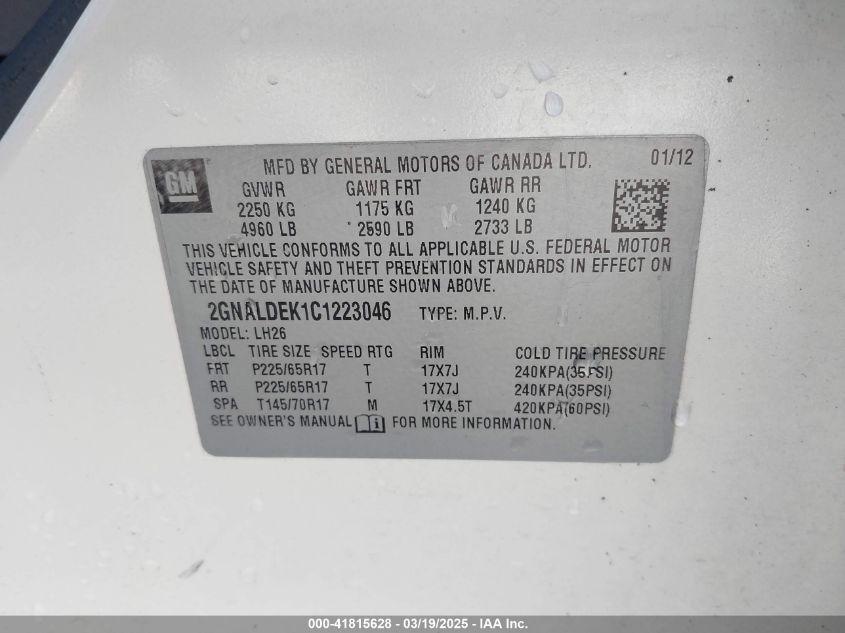 GM
MFD BY GENERAL MOTORS OF CANADA LTD. 01/12
GVWR GAWR FRT GAWR RR
2250 KG 1175 KG 1240 KG
4960 LB 2590 LB 2733 LB
THIS VEHICLE CONFORMS TO ALL APPLICABLE U.S. FEDERAL MOTOR
VEHICLE SAFETY AND THEFT PREVENTION STANDARDS IN EFFECT ON
THE DATE OF MANUFACTURE SHOWN ABOVE.
2GNALDEK1C1223046 TYPE: M.P.V.
MODEL: LH26
LBCL TIRE SIZE SPEED RTG RIM COLD TIRE PRESSURE
FRT P225/65R17 T 17X7J 240KPA(35PSI)
RR P225/65R17 T 17X7J 240KPA(35PSI)
SPA T145/70R17 M 17X4.5T 420KPA(60PSI)
SEE OWNER'S MANUAL i FOR MORE INFORMATION.
000-41815628 - 03/19/2025 - IAA Inc.